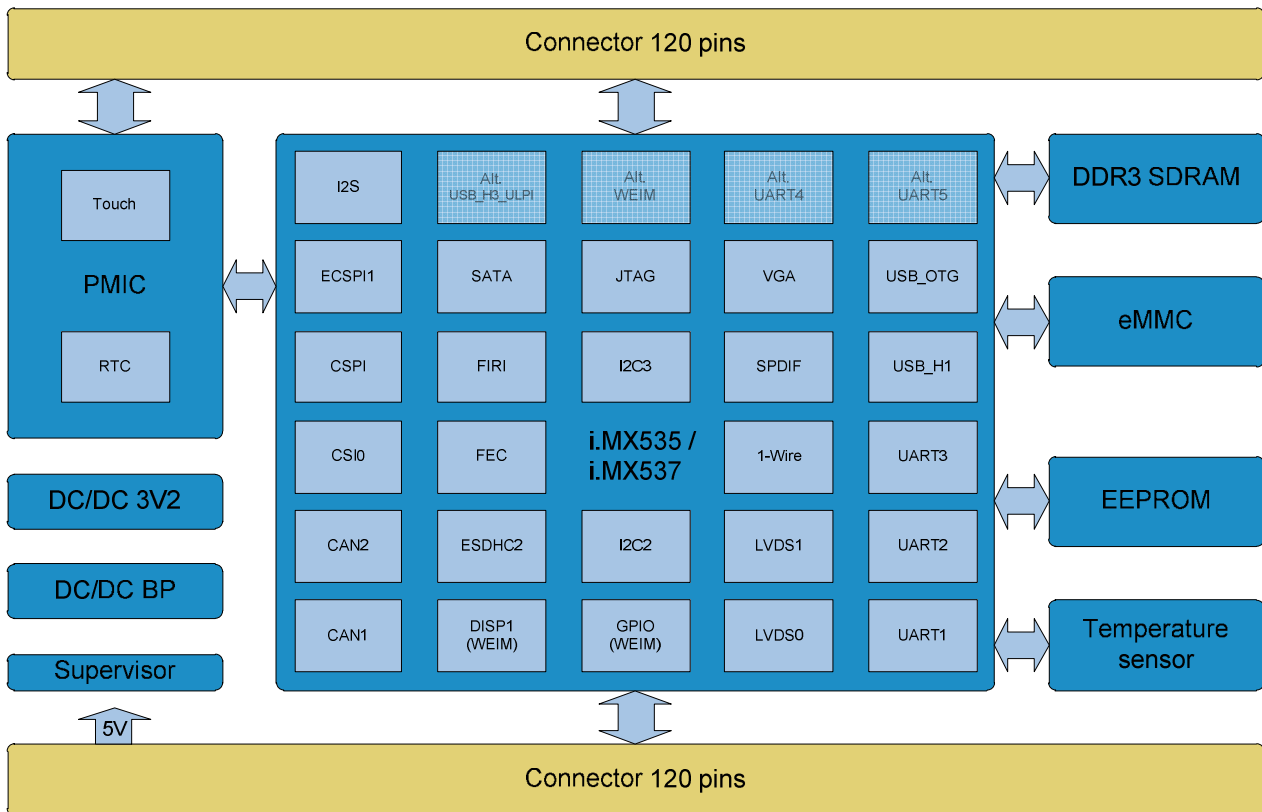 Connector 120 pins
Touch
PMIC
RTC
DC/DC 3V2
DC/DC BP
Supervisor
5V
I2S
Alt.
USB_H3_ULPI
Alt.
WEIM
Alt.
UART4
Alt.
UART5
ECSPI1
SATA
JTAG
VGA
USB_OTG
CSPI
FIRI
I2C3
SPDIF
USB_H1
CSI0
FEC
i.MX535 /
i.MX537
1-Wire
UART3
CAN2
ESDHC2
I2C2
LVDS1
UART2
CAN1
DISP1
(WEIM)
GPIO
(WEIM)
LVDS0
UART1
DDR3 SDRAM
eMMC
EEPROM
Temperature
sensor
Connector 120 pins